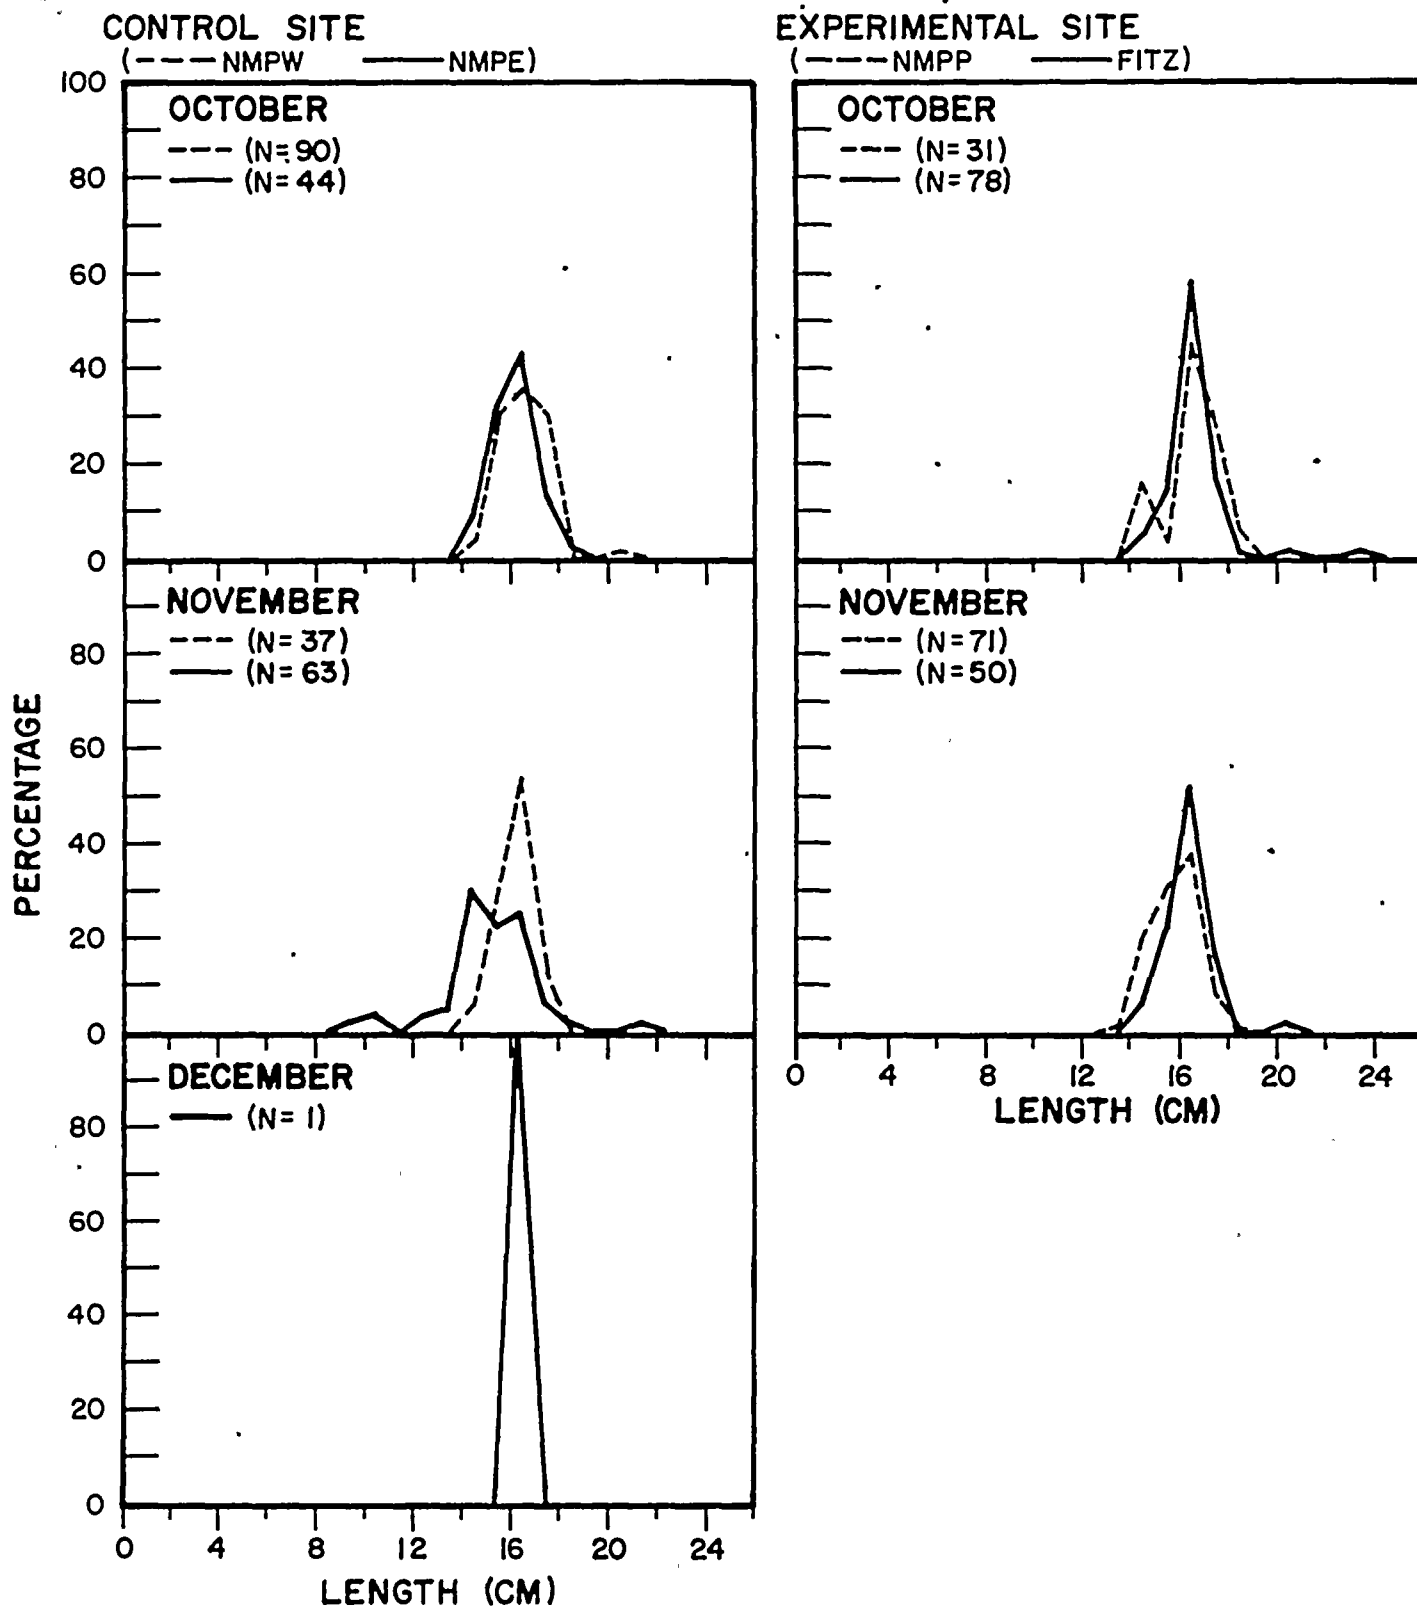 CONTROL SITE
(--- NMPW —— NMPE)
100
OCTOBER
--- (N=90)
—— (N=44)
80
60
40
20
0
NOVEMBER
--- (N=37)
—— (N=63)
80
60
40
20
0
DECEMBER
—— (N=1)
80
60
40
20
0
0 4 8 12 16 20 24
LENGTH (CM)
PERCENTAGE
EXPERIMENTAL SITE
(--- NMPP —— FITZ)
OCTOBER
--- (N=31)
—— (N=78)
NOVEMBER
--- (N=71)
—— (N=50)
0 4 8 12 16 20 24
LENGTH (CM)